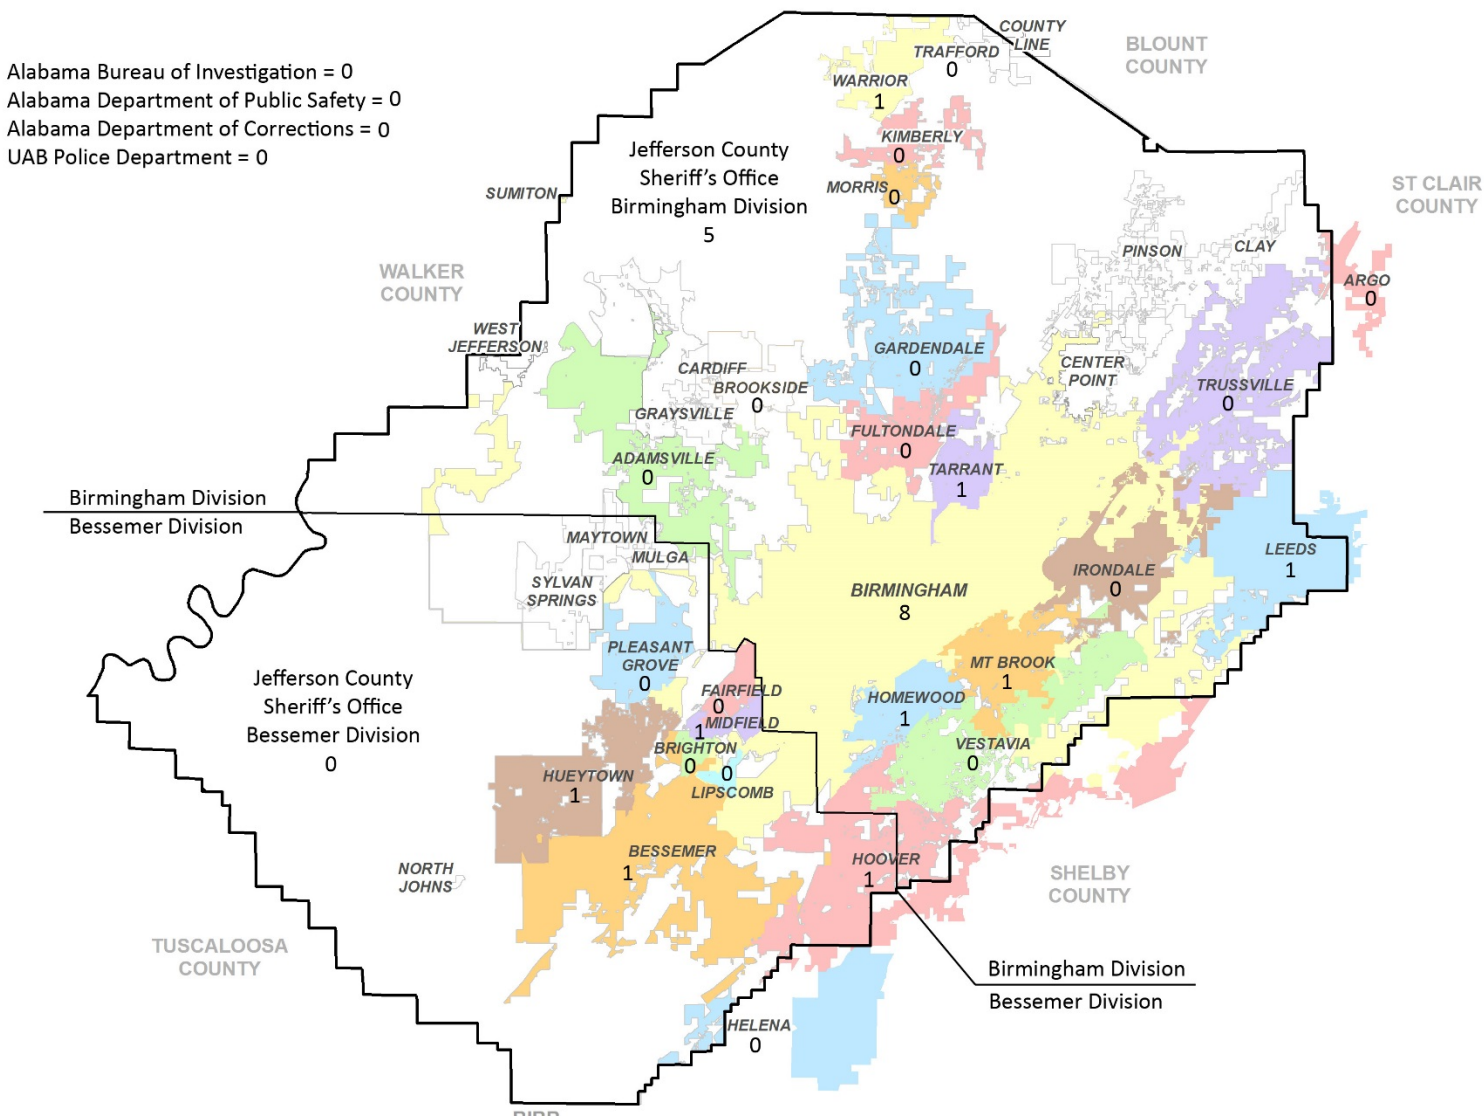 COUNTY
LINE
TRAFFORD
0
BLOUNT
COUNTY
Alabama Bureau of Investigation = 0
Alabama Department of Public Safety = 0
Alabama Department of Corrections = 0
UAB Police Department = 0
WARRIOR
1
KIMBERLY
0
Jefferson County
Sheriff's Office
Birmingham Division
5
MORRIS
0
SUMITON
ST CLAIR
COUNTY
PINSON
CLAY
WALKER
COUNTY
ARGO
0
WEST
JEFFERSON
GARDENDALE
0
CENTER
POINT
CARDIFF
BROOKSIDE
0
TRUSSVILLE
0
GRAYSVILLE
FULTONDALE
0
ADAMSVILLE
0
TARRANT
1
Birmingham Division
Bessemer Division
MAYTOWN
MULGA
LEEDS
1
SYLVAN
SPRINGS
IRONDALE
0
BIRMINGHAM
8
PLEASANT
GROVE
0
MT BROOK
1
Jefferson County
Sheriff's Office
Bessemer Division
0
FAIRFIELD
0
HOMEWOOD
1
MIDFIELD
1
BRIGHTON
0
VESTAVIA
0
0
LIPSCOMB
HUEYTOWN
1
BESSEMER
1
HOOVER
1
NORTH
JOHNS
SHELBY
COUNTY
TUSCALOOSA
COUNTY
Birmingham Division
Bessemer Division
HELENA
0
BIBB